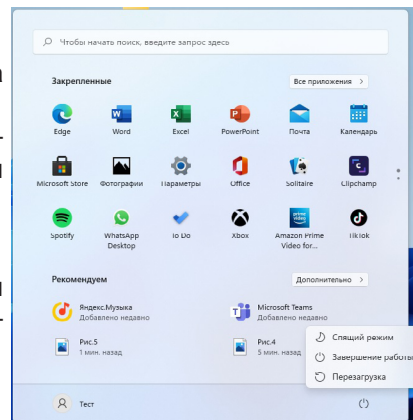 Чтобы начать поиск, введите запрос здесь
Закрепленные
Все приложения >
Edge
Word
Excel
PowerPoint
Почта
Календарь
Microsoft Store
Фотографии
Параметры
Office
Solitaire
Clipchamp
Spotify
WhatsApp Desktop
To Do
Xbox
Amazon Prime Video for...
TikTok
Рекомендуем
Дополнительно >
Яндекс.Музыка
Добавлено недавно
Microsoft Teams
Добавлено недавно
Рис.5
1 мин. назад
Рис.4
5 мин. назад
Спящий режим
Завершение работы
Перезагрузка
Тест